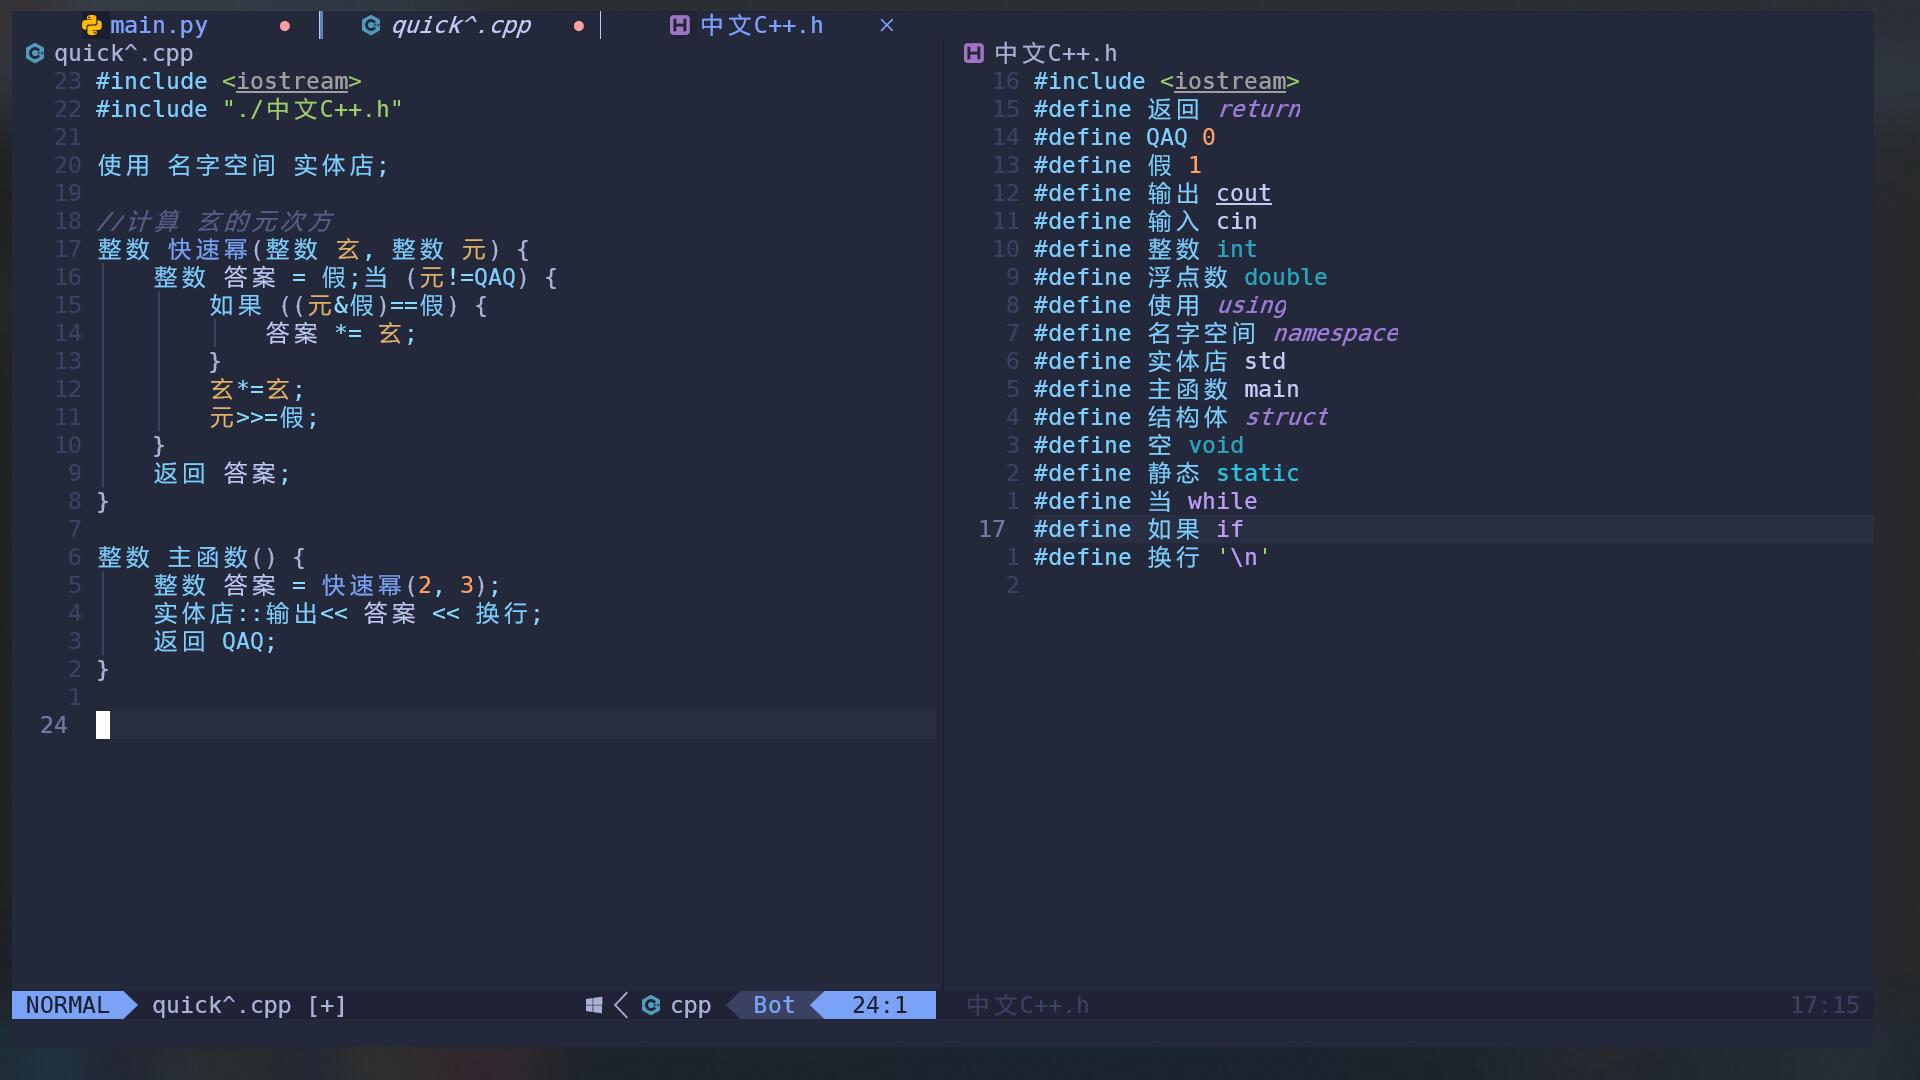 main.py quick^.cpp 中文C++.h ×
quick^.cpp
23 #include <iostream>
22 #include "./中文C++.h"
21
20 使用 名字空间 实体店;
19
18 //计算 玄的元次方
17 整数 快速幂(整数 玄, 整数 元) {
16     整数 答案 = 假;当 (元!=QAQ) {
15         如果 ((元&假)==假) {
14             答案 *= 玄;
13         }
12         玄*=玄;
11         元>>=假;
10     }
9     返回 答案;
8 }
7
6 整数 主函数() {
5     整数 答案 = 快速幂(2, 3);
4     实体店::输出<< 答案 << 换行;
3     返回 QAQ;
2 }
1
24
中文C++.h
16 #include <iostream>
15 #define 返回 return
14 #define QAQ 0
13 #define 假 1
12 #define 输出 cout
11 #define 输入 cin
10 #define 整数 int
9 #define 浮点数 double
8 #define 使用 using
7 #define 名字空间 namespace
6 #define 实体店 std
5 #define 主函数 main
4 #define 结构体 struct
3 #define 空 void
2 #define 静态 static
1 #define 当 while
17 #define 如果 if
1 #define 换行 '\n'
2
NORMAL quick^.cpp [+] cpp Bot 24:1
中文C++.h 17:15